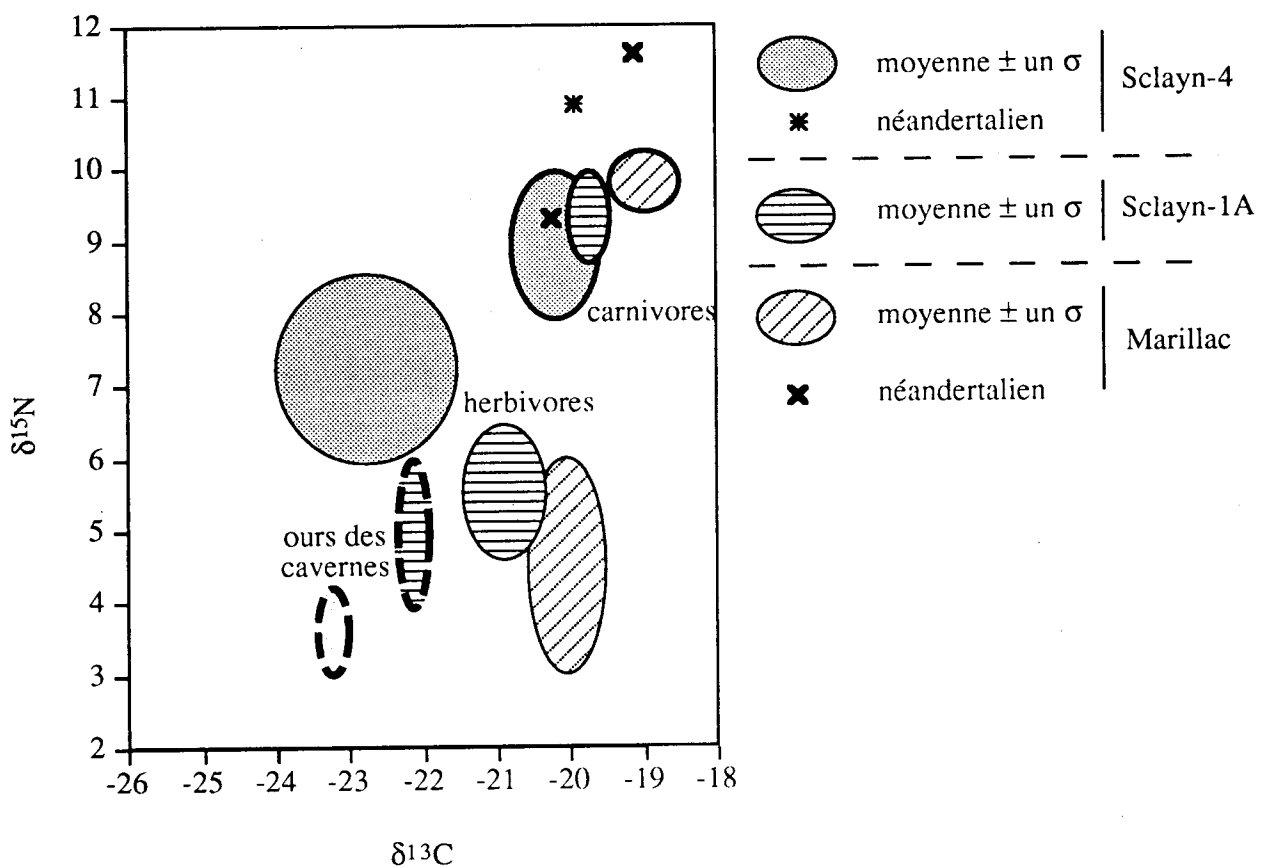 12
11
10
9
8
7
6
5
4
3
2
δ15N
-26 -25 -24 -23 -22 -21 -20 -19 -18
δ13C
carnivores
herbivores
ours des
cavernes
moyenne ± un σ
Sclayn-4
néandertalien
moyenne ± un σ
Sclayn-1A
moyenne ± un σ
Marillac
néandertalien